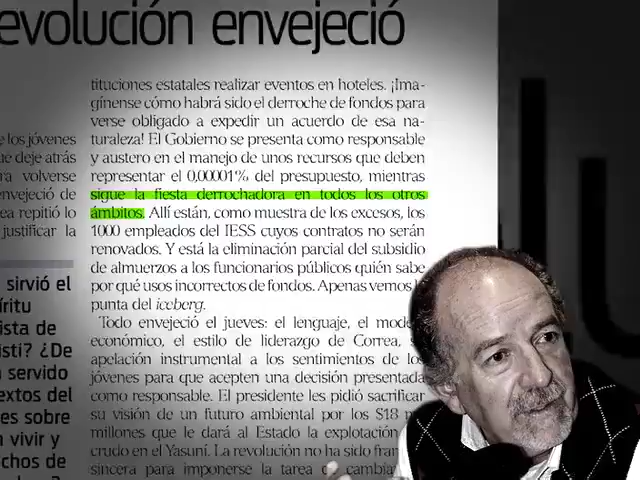 evolución envejeció
e los jóvenes
ue deje atrás
ra volverse
envejeció de
ea repitió lo
justificar la
sirvió el
ritu
ista de
isti? ¿De
servido
extos del
es sobre
vivir y
chos de
tituciones estatales realizar eventos en hoteles. ¡Ima-
gínense cómo habrá sido el derroche de fondos para
verse obligado a expedir un acuerdo de esa na-
turaleza! El Gobierno se presenta como responsable
y austero en el manejo de unos recursos que deben
representar el 0,00001% del presupuesto, mientras
sigue la fiesta derrochadora en todos los otros
ámbitos. Allí están, como muestra de los excesos, los
1000 empleados del IESS cuyos contratos no serán
renovados. Y está la eliminación parcial del subsidio
de almuerzos a los funcionarios públicos quién sabe
por qué usos incorrectos de fondos. Apenas vemos l
punta del iceberg.
Todo envejeció el jueves: el lenguaje, el mode
económico, el estilo de liderazgo de Correa, s
apelación instrumental a los sentimientos de los
jóvenes para que acepten una decisión presentada
como responsable. El presidente les pidió sacrificar
su visión de un futuro ambiental por los $18 m
millones que le dará al Estado la explotación
crudo en el Yasuní. La revolución no ha sido fran
sincera para imponerse la tarea d cambia